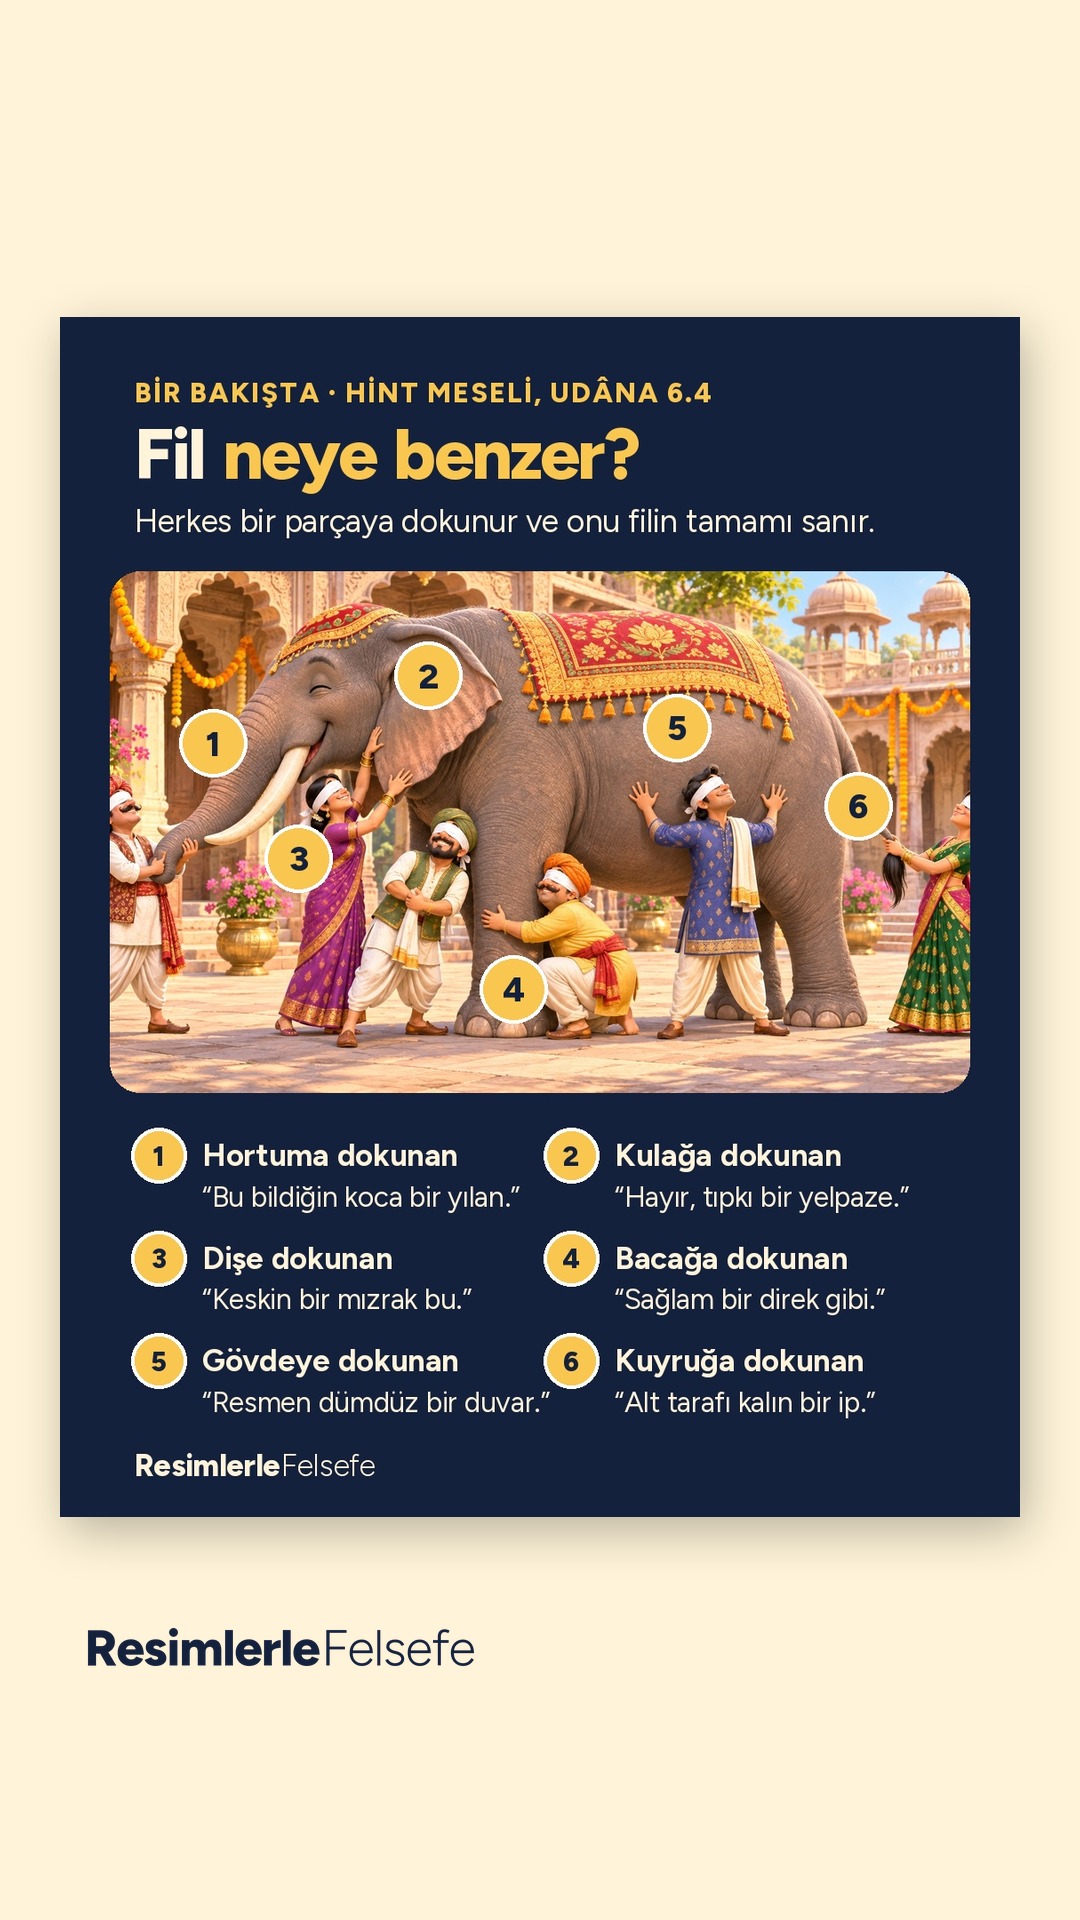 BİR BAKIŞTA · HİNT MESELİ, UDÂNA 6.4
Fil neye benzer?
Herkes bir parçaya dokunur ve onu filin tamamı sanır.
1
2
3
4
5
6
1 Hortuma dokunan
“Bu bildiğin koca bir yılan.”
2 Kulağa dokunan
“Hayır, tıpkı bir yelpaze.”
3 Dişe dokunan
“Keskin bir mızrak bu.”
4 Bacağa dokunan
“Sağlam bir direk gibi.”
5 Gövdeye dokunan
“Resmen dümdüz bir duvar.”
6 Kuyruğa dokunan
“Alt tarafı kalın bir ip.”
ResimlerleFelsefe
ResimlerleFelsefe